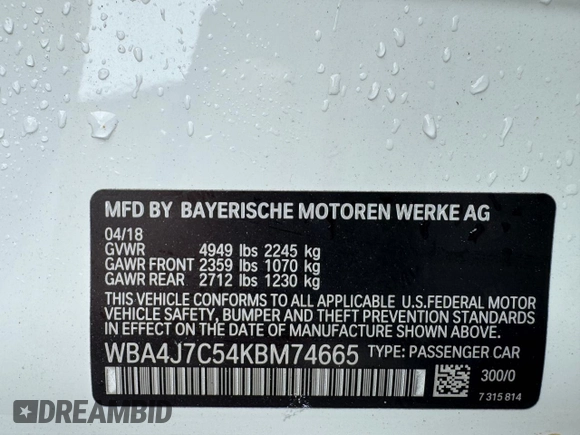 MFD BY BAYERISCHE MOTOREN WERKE AG
04/18
GVWR 4949 lbs 2245 kg
GAWR FRONT 2359 lbs 1070 kg
GAWR REAR 2712 lbs 1230 kg
THIS VEHICLE CONFORMS TO ALL APPLICABLE U.S.FEDERAL MOTOR
VEHICLE SAFETY, BUMPER AND THEFT PREVENTION STANDARDS
IN EFFECT ON THE DATE OF MANUFACTURE SHOWN ABOVE.
WBA4J7C54KBM74665 TYPE: PASSENGER CAR
300/0
7 315 814
DREAMBID